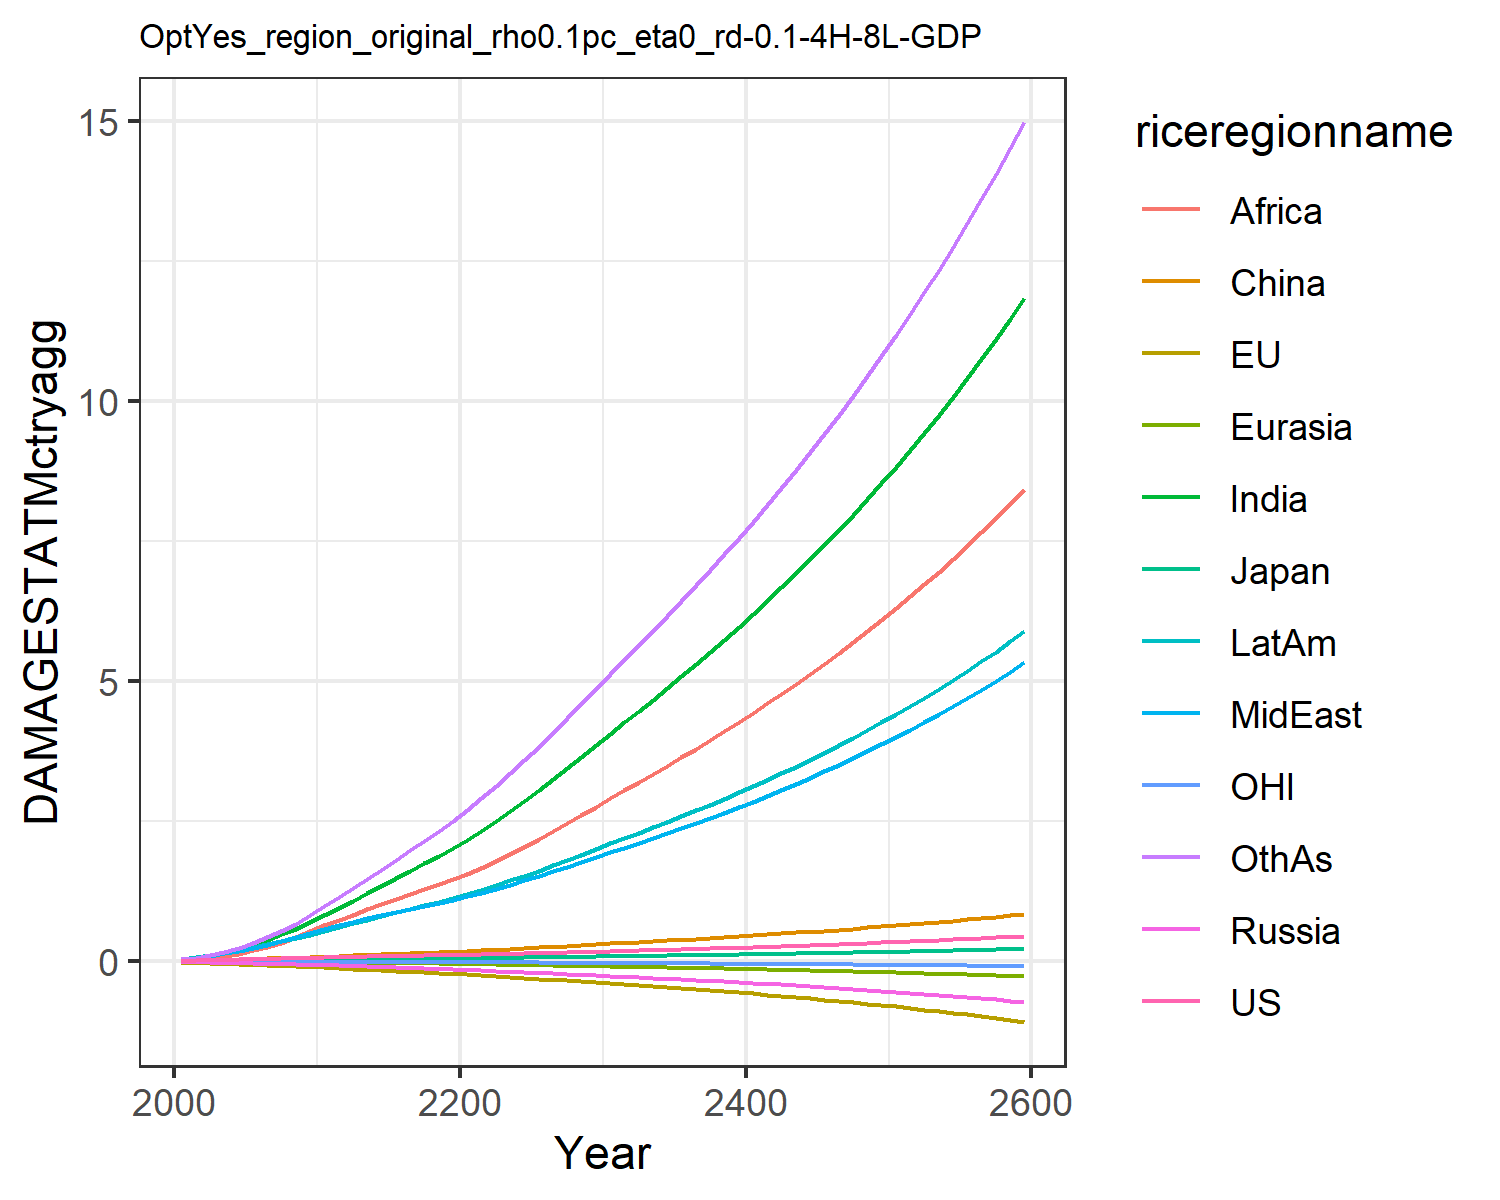 OptYes_region_original_rho0.1pc_eta0_rd-0.1-4H-8L-GDP
15
10
5
0
DAMAGESTATMctryagg
2000 2200 2400 2600
Year
riceregionname
Africa
China
EU
Eurasia
India
Japan
LatAm
MidEast
OHI
OthAs
Russia
US